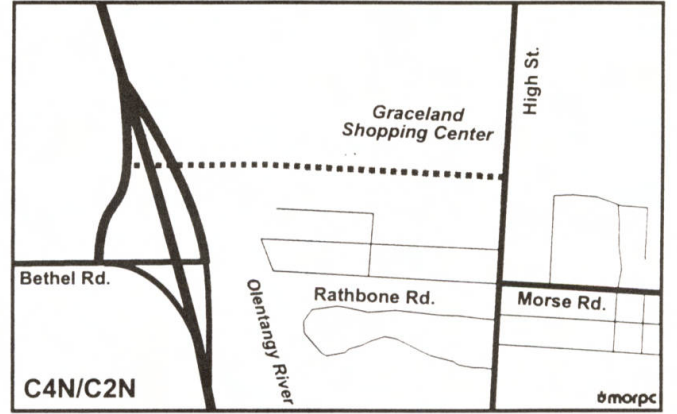 High St.
Graceland
Shopping Center
Bethel Rd.
Olentangy River
Rathbone Rd.
Morse Rd.
C4N/C2N
morpc